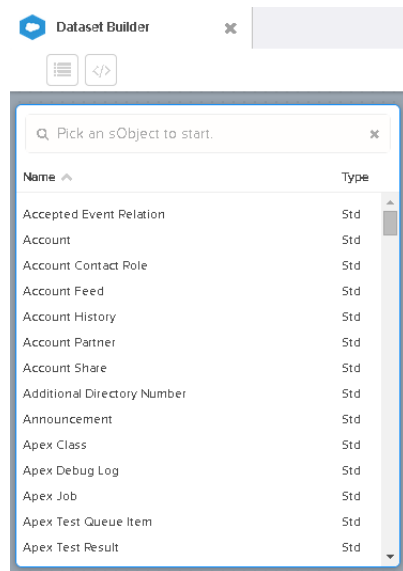 Dataset Builder
</>
Pick an sObject to start.
Name Type
Accepted Event Relation Std
Account Std
Account Contact Role Std
Account Feed Std
Account History Std
Account Partner Std
Account Share Std
Additional Directory Number Std
Announcement Std
Apex Class Std
Apex Debug Log Std
Apex Job Std
Apex Test Queue Item Std
Apex Test Result Std